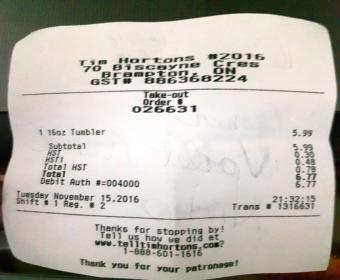 Tim Hortons #2016
70 Biscayne Cres
Brampton, ON
GST# 886368224
Take-out
Order #
026631
1 16oz Tumbler 5.99
Subtotal 5.99
HST 0.30
HST1 0.48
Total HST 0.78
Total 6.77
Debit Auth #=004000 6.77
Tuesday November 15,2016 21:32:15
Shift # 1 Reg. # 2 Trans # 1316631
Thanks for stopping by!
Tell us how we did at
www.telltimhortons.com?
1-888-601-1616
Thank you for your patronage!